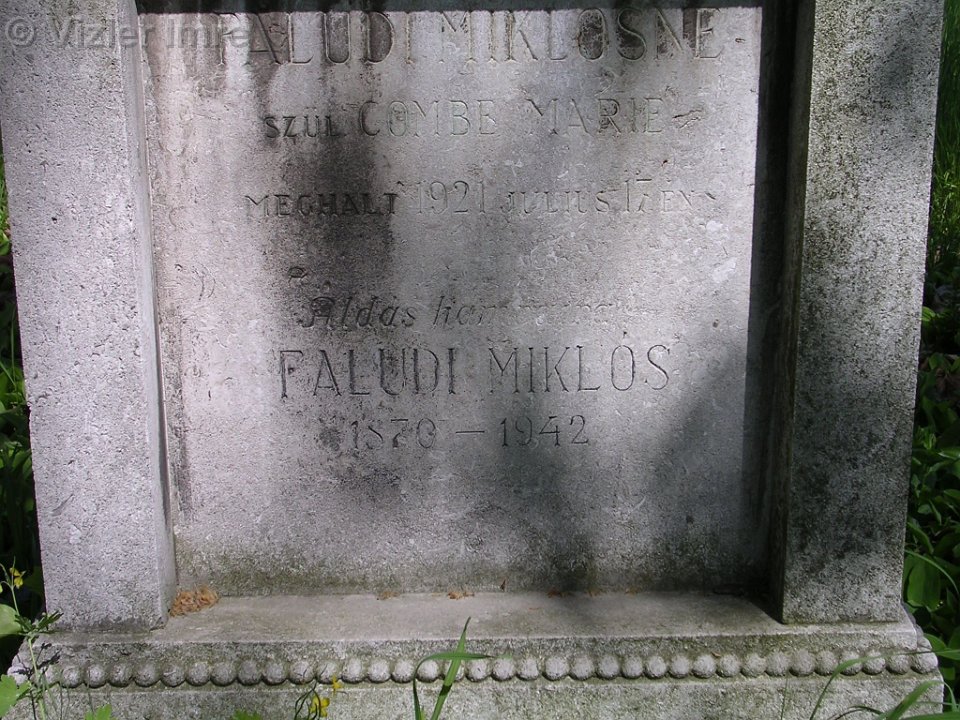 © Vizler Imre
FALUDI MIKLÓSNÉ
SZÜL COMBE MARIE
MEGHALT 1921 JULIUS 17 ÉN
Áldás
FALUDI MIKLÓS
1870 – 1942